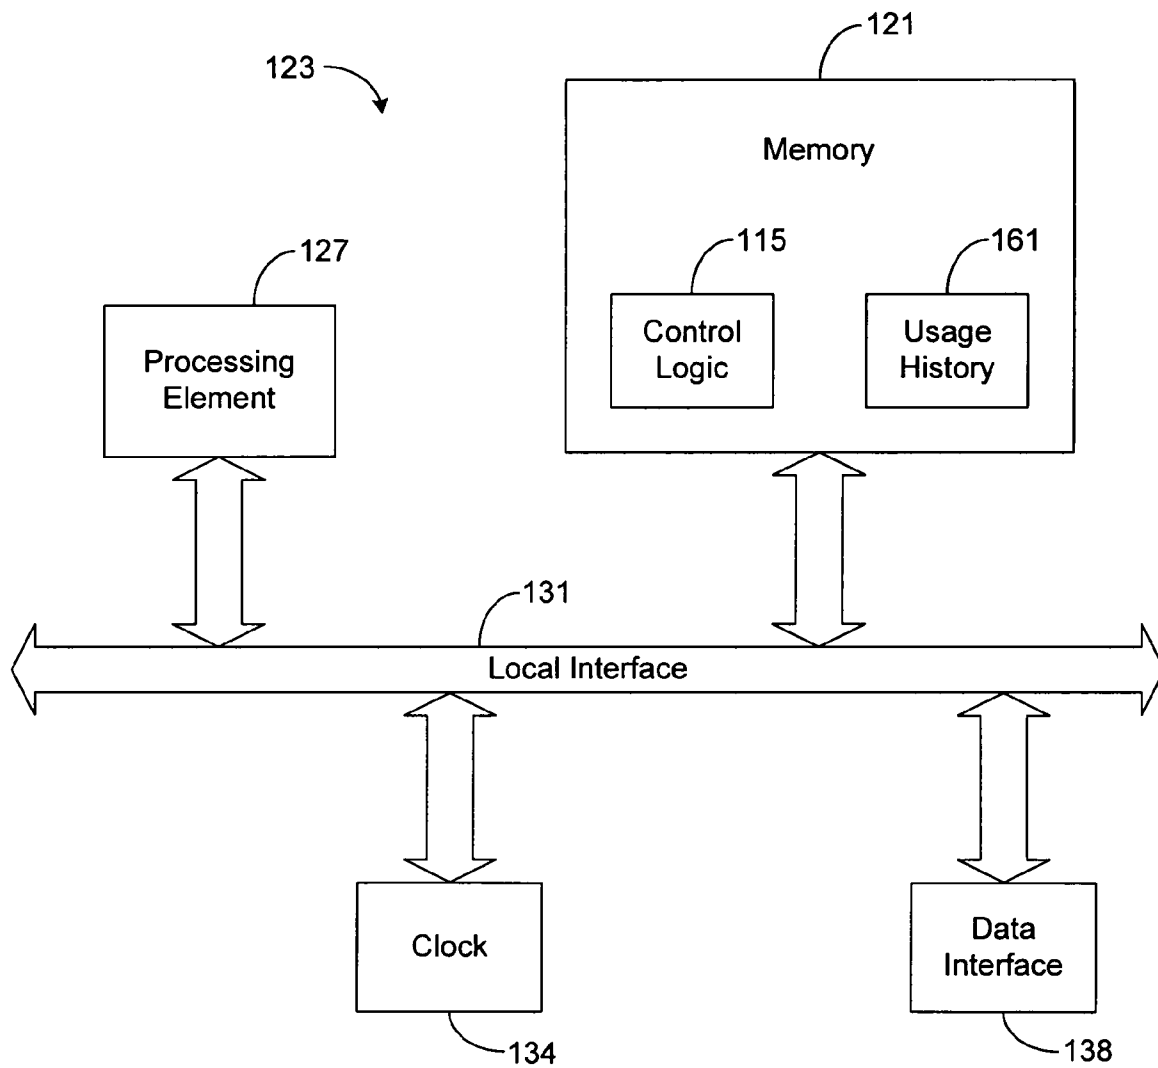 121
123
Memory
115
161
127
Control
Logic
Usage
History
Processing
Element
131
Local Interface
Clock
Data
Interface
134
138